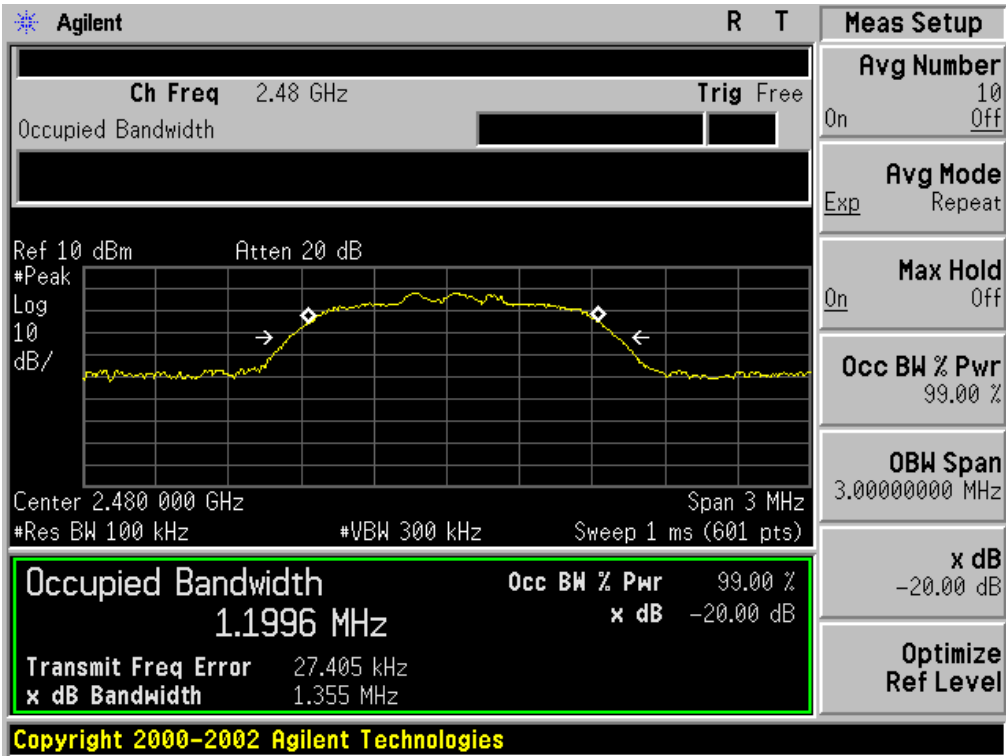 Agilent R T
Ch Freq 2.48 GHz Trig Free
Occupied Bandwidth
Ref 10 dBm Atten 20 dB
#Peak
Log
10
dB/
Center 2.480 000 GHz Span 3 MHz
#Res BW 100 kHz #VBW 300 kHz Sweep 1 ms (601 pts)
Occupied Bandwidth Occ BW % Pwr 99.00 %
1.1996 MHz x dB -20.00 dB
Transmit Freq Error 27.405 kHz
x dB Bandwidth 1.355 MHz
Copyright 2000-2002 Agilent Technologies
Meas Setup
Avg Number
10
On Off
Avg Mode
Exp Repeat
Max Hold
On Off
Occ BW % Pwr
99.00 %
OBW Span
3.00000000 MHz
x dB
-20.00 dB
Optimize
Ref Level